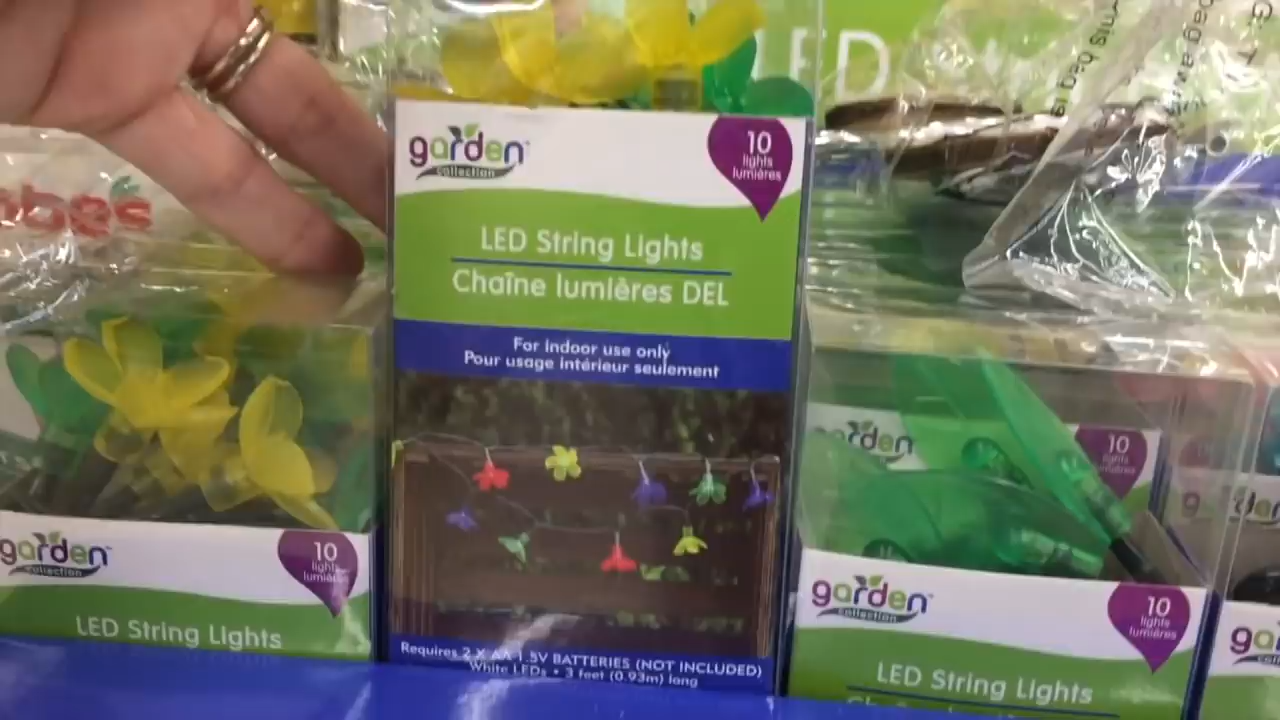 LED
garden
collection
10
lights
lumières
LED String Lights
Chaîne lumières DEL
For indoor use only
Pour usage intérieur seulement
Requires 2 X AA 1.5V BATTERIES (NOT INCLUDED)
White LEDs • 3 feet (0.93m) long
garden
collection
10
lights
lumières
LED String Lights
garden
10
lumières
garden
collection
10
lights
lumières
LED String Lights